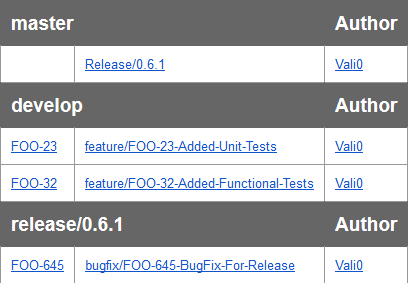 master Author
Release/0.6.1 Vali0
develop Author
FOO-23 feature/FOO-23-Added-Unit-Tests Vali0
FOO-32 feature/FOO-32-Added-Functional-Tests Vali0
release/0.6.1 Author
FOO-645 bugfix/FOO-645-BugFix-For-Release Vali0